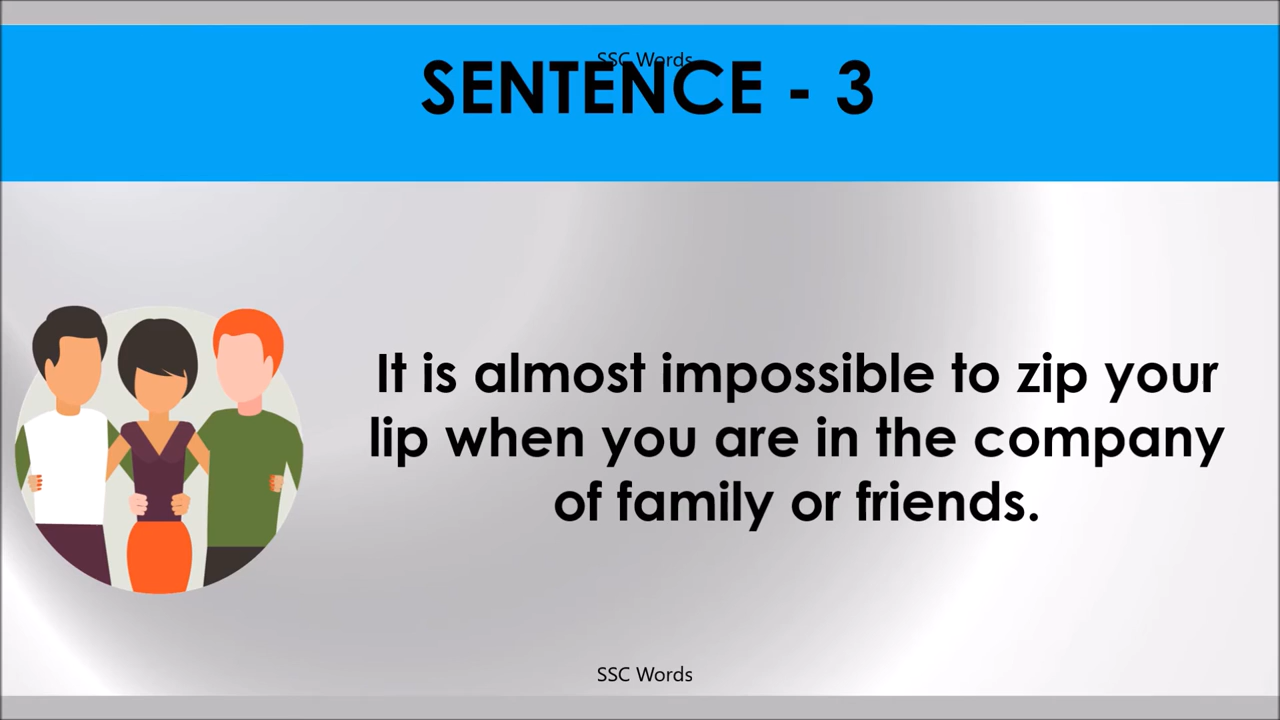 SSC Words
SENTENCE - 3
It is almost impossible to zip your
lip when you are in the company
of family or friends.
SSC Words